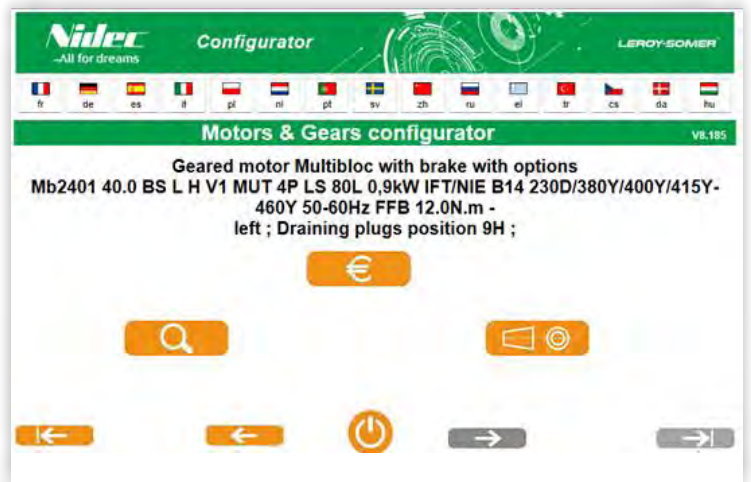 Nidec
All for dreams
Configurator
LEROY-SOMER
fr de es it pl nl pt sv zh ru el tr cs da hu
Motors & Gears configurator
V8.185
Geared motor Multibloc with brake with options
Mb2401 40.0 BS L H V1 MUT 4P LS 80L 0,9kW IFT/NIE B14 230D/380Y/400Y/415Y-
460Y 50-60Hz FFB 12.0N.m -
left ; Draining plugs position 9H ;
€